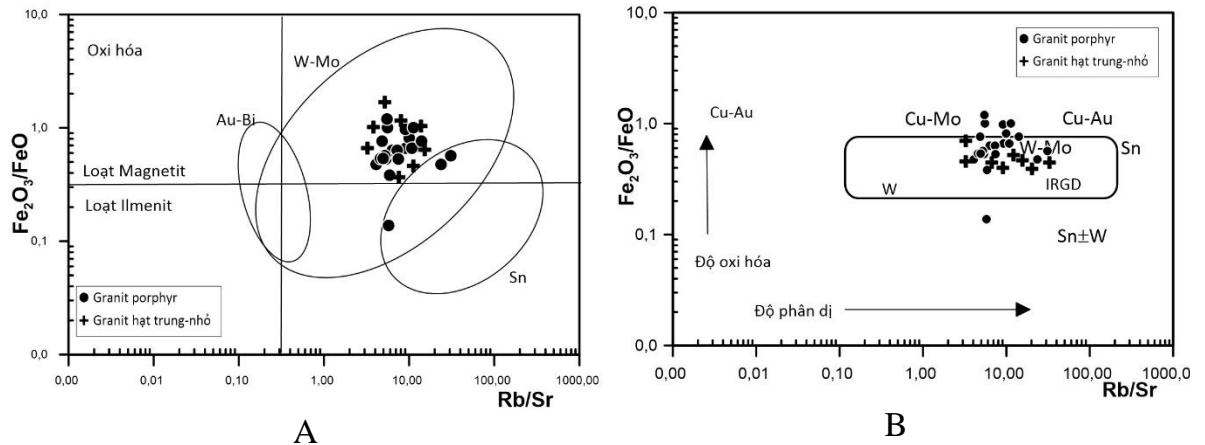 10,0
Oxi hóa
W-Mo
Au-Bi
1,0
Fe₂O₃/FeO
Loạt Magnetit
Loạt Ilmenit
0,1
Sn
Granit porphyr
Granit hạt trung-nhỏ
0,0
0,00
0,10
1,00
10,00
100,00
1000,00
Rb/Sr
A
10,0
Granit porphyr
Granit hạt trung-nhỏ
Cu-Au
Cu-Mo
Cu-Au
1,0
W-Mo
Sn
Fe₂O₃/FeO
W
IRGD
0,1
Sn±W
Độ oxi hóa
Độ phân dị
0,0
0,00
0,10
1,00
10,00
100,00
1000,0
Rb/Sr
B